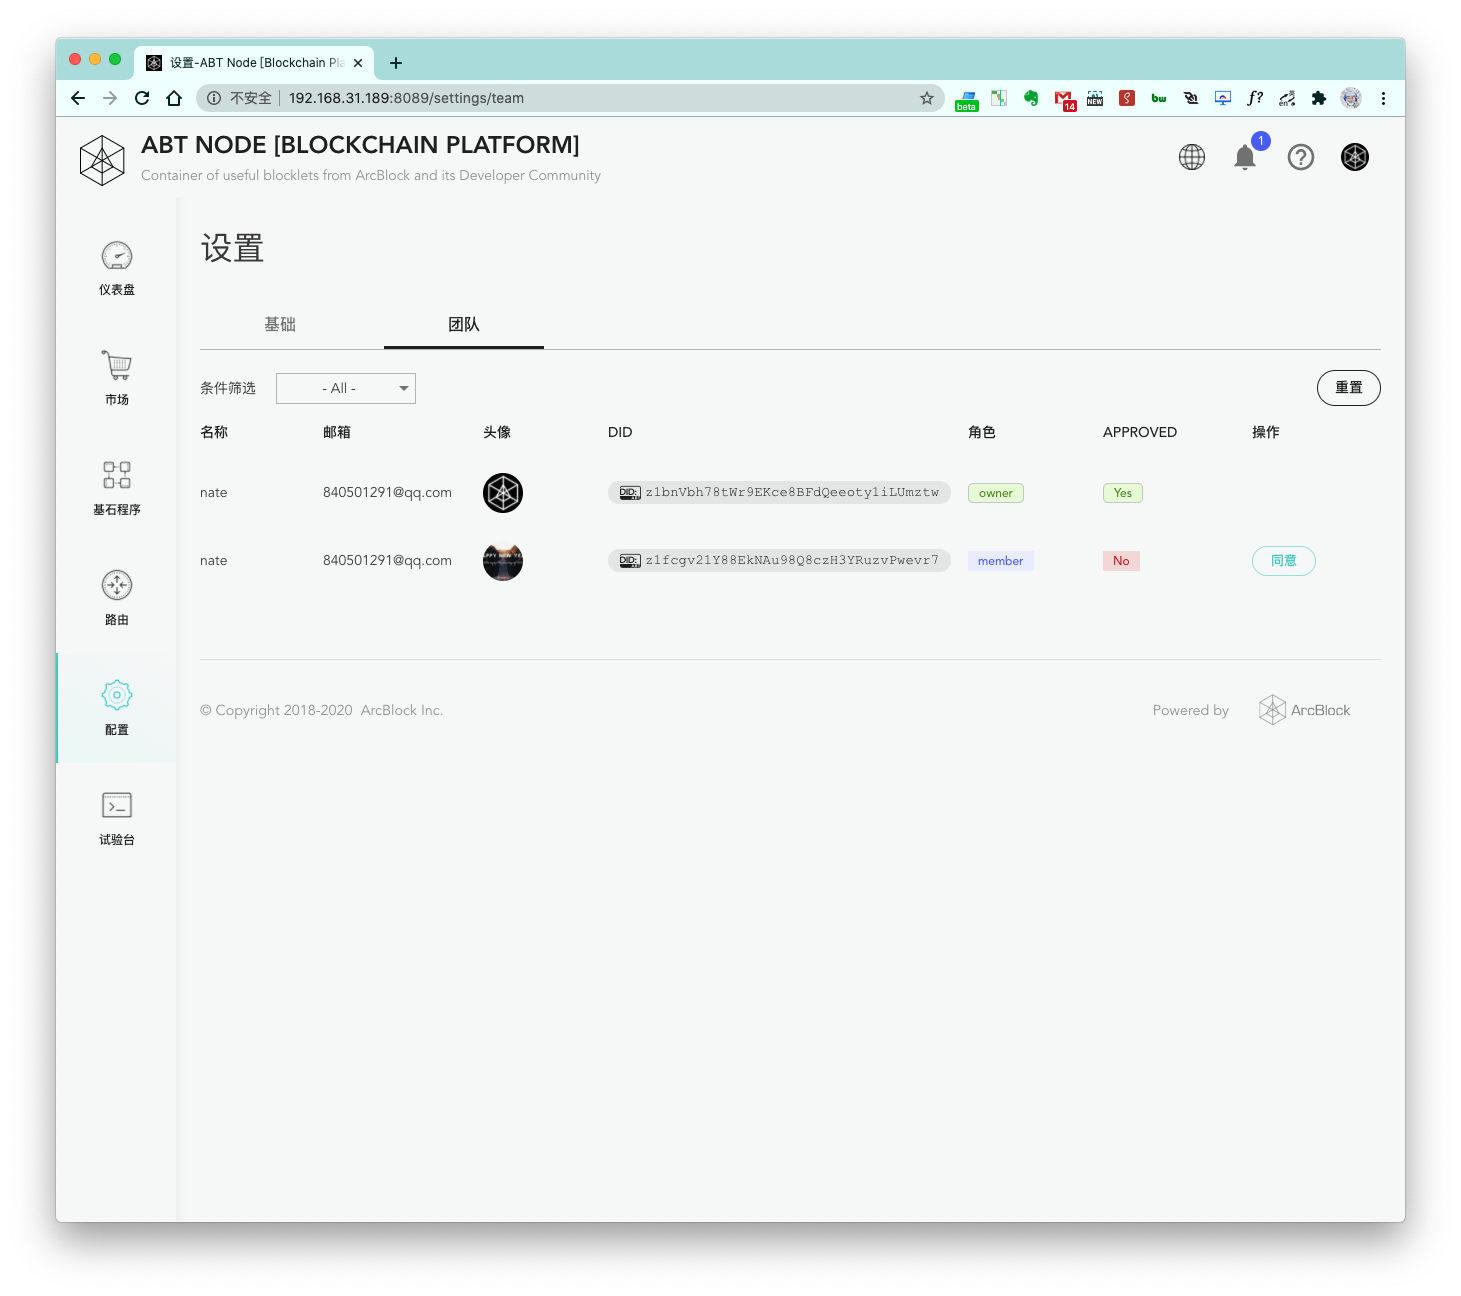 设置-ABT Node [Blockchain Pla
不安全 192.168.31.189:8089/settings/team
beta
14
NEW
bw
f?
en
ABT NODE [BLOCKCHAIN PLATFORM]
Container of useful blocklets from ArcBlock and its Developer Community
1
仪表盘
市场
基石程序
路由
配置
试验台
设置
基础 团队
条件筛选 - All - 重置
名称 邮箱 头像 DID 角色 APPROVED 操作
nate 840501291@qq.com DID: z1bnVbh78tWr9EKce8BFdQeeoty1iLUmztw owner Yes
nate 840501291@qq.com DID: z1fcgv21Y88EkNAu98Q8czH3YRuzvPwevr7 member No 同意
© Copyright 2018-2020 ArcBlock Inc. Powered by ArcBlock